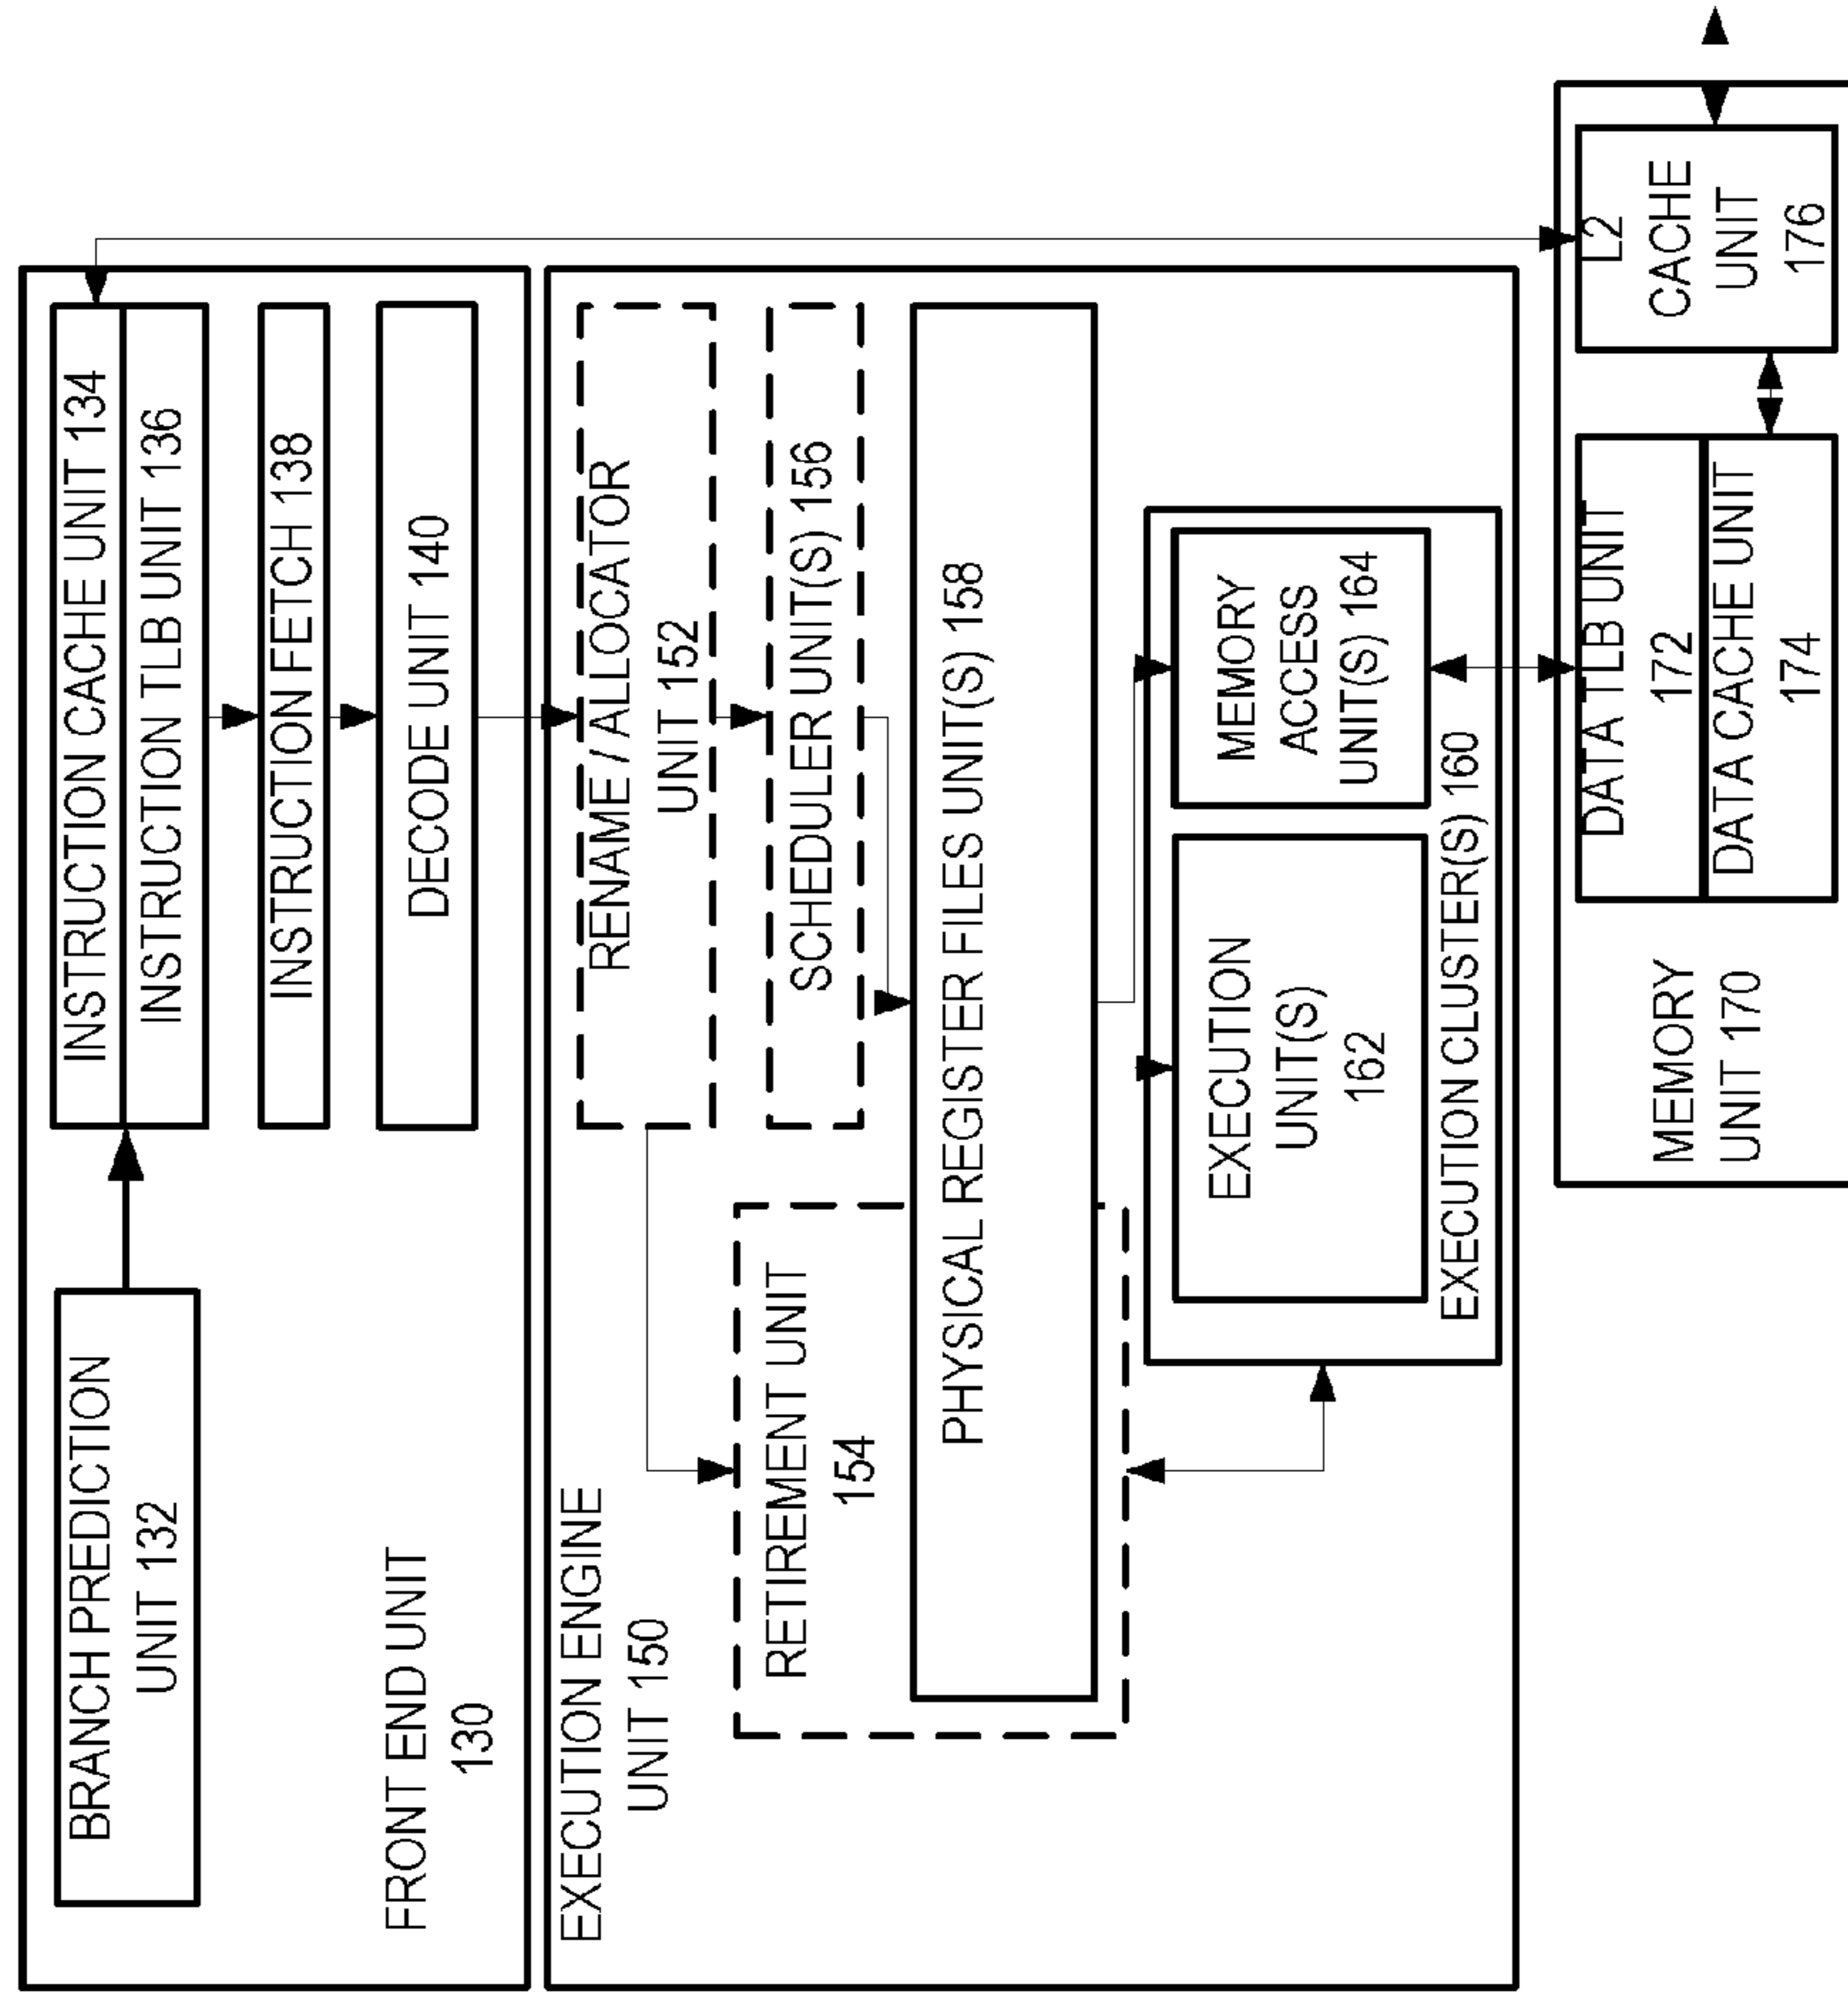 BRANCH PREDICTION
UNIT 132
INSTRUCTION CACHE UNIT 134
INSTRUCTION TLB UNIT 136
INSTRUCTION FETCH 138
DECODE UNIT 140
FRONT END UNIT
130
EXECUTION ENGINE
UNIT 150
RENAME / ALLOCATOR
UNIT 152
SCHEDULER UNIT(S) 156
RETIREMENT UNIT
154
PHYSICAL REGISTER FILES UNIT(S) 158
EXECUTION
UNIT(S)
162
MEMORY
ACCESS
UNIT(S) 164
EXECUTION CLUSTER(S) 160
MEMORY
UNIT 170
DATA TLB UNIT
172
DATA CACHE UNIT
174
L2
CACHE
UNIT
176